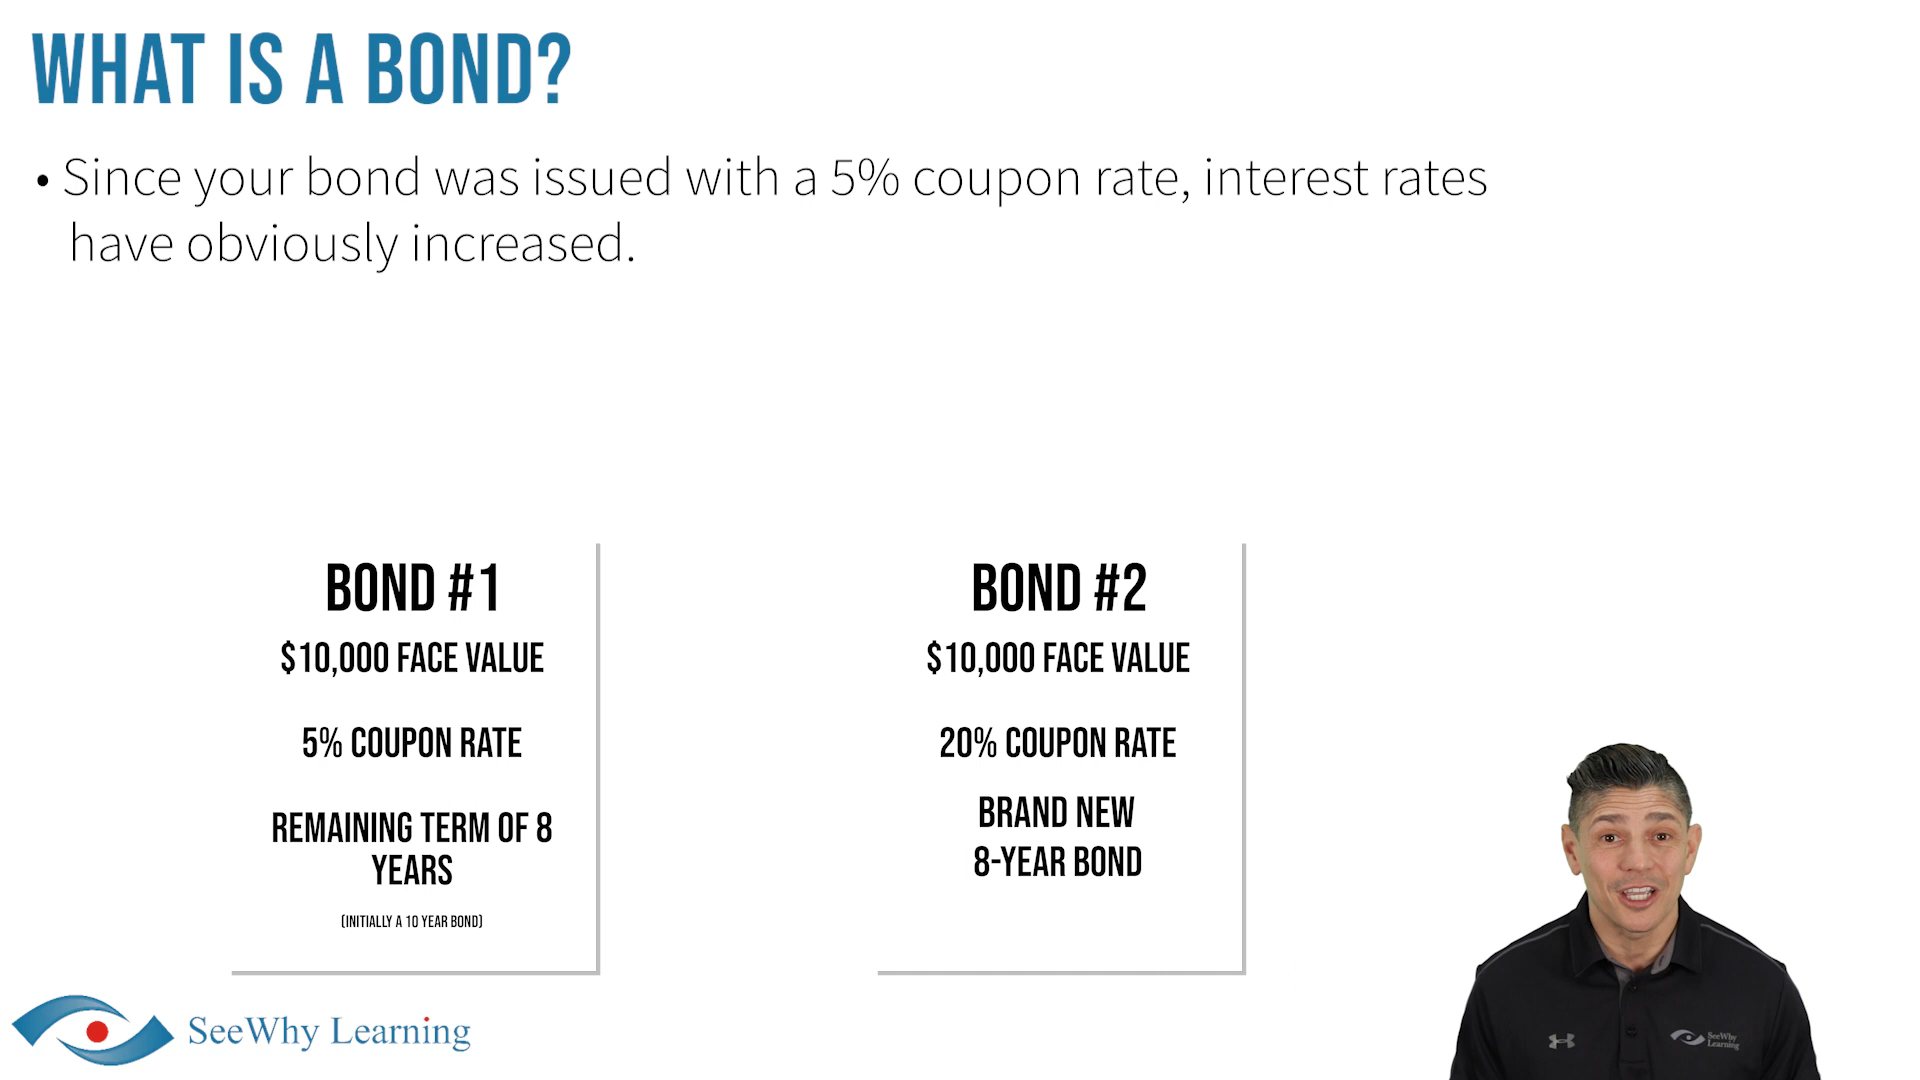 WHAT IS A BOND?
• Since your bond was issued with a 5% coupon rate, interest rates
have obviously increased.
BOND #1
$10,000 FACE VALUE
5% COUPON RATE
REMAINING TERM OF 8
YEARS
(INITIALLY A 10 YEAR BOND)
BOND #2
$10,000 FACE VALUE
20% COUPON RATE
BRAND NEW
8-YEAR BOND
SeeWhy Learning
SeeWhy
Learning